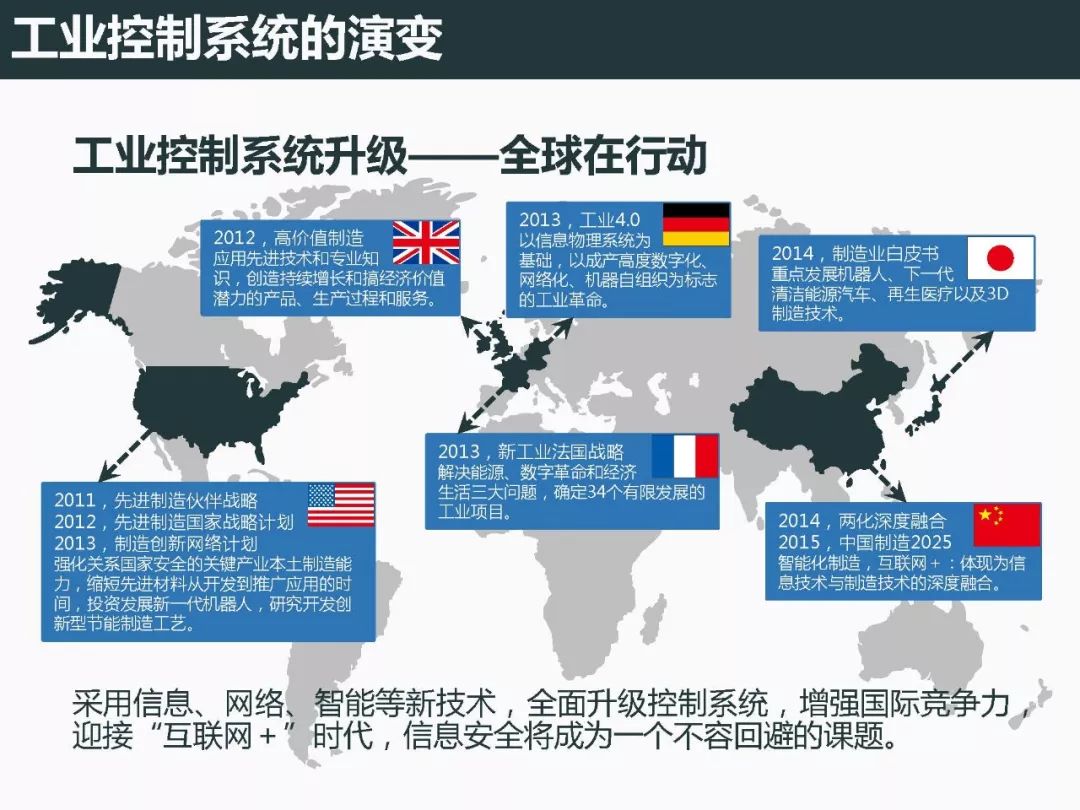 工业控制系统的演变
工业控制系统升级——全球在行动
2012，高价值制造
应用先进技术和专业知
识，创造持续增长和搞经济价值
潜力的产品、生产过程和服务。
2013，工业4.0
以信息物理系统为
基础，以成产高度数字化、
网络化、机器自组织为标志
的工业革命。
2014，制造业白皮书
重点发展机器人、下一代
清洁能源汽车、再生医疗以及3D
制造技术。
2013，新工业法国战略
解决能源、数字革命和经济
生活三大问题，确定34个有限发展的
工业项目。
2011，先进制造伙伴战略
2012，先进制造国家战略计划
2013，制造创新网络计划
强化关系国家安全的关键产业本土制造能
力，缩短先进材料从开发到推广应用的时
间，投资发展新一代机器人，研究开发创
新型节能制造工艺。
2014，两化深度融合
2015，中国制造2025
智能化制造，互联网＋：体现为信
息技术与制造技术的深度融合。
采用信息、网络、智能等新技术，全面升级控制系统，增强国际竞争力，
迎接“互联网＋”时代，信息安全将成为一个不容回避的课题。